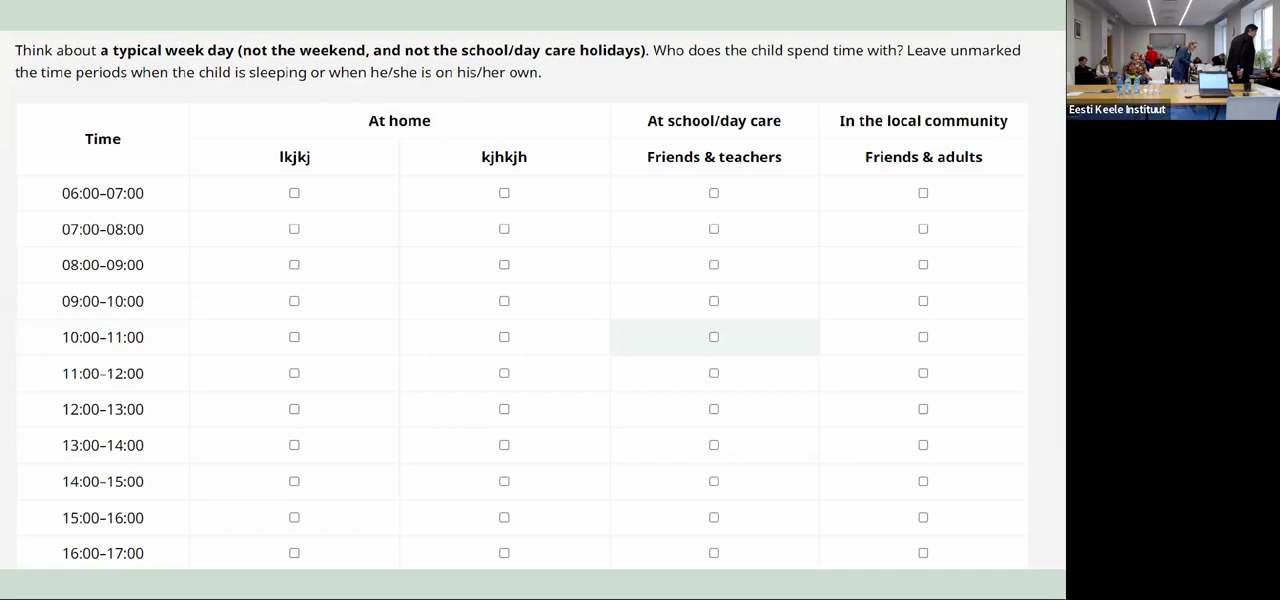 Think about a typical week day (not the weekend, and not the school/day care holidays). Who does the child spend time with? Leave unmarked
the time periods when the child is sleeping or when he/she is on his/her own.
Eesti Keele Instituut
Time
At home
At school/day care
In the local community
lkjkj
kjhkjh
Friends & teachers
Friends & adults
06:00–07:00
07:00–08:00
08:00–09:00
09:00–10:00
10:00–11:00
11:00–12:00
12:00–13:00
13:00–14:00
14:00–15:00
15:00–16:00
16:00–17:00